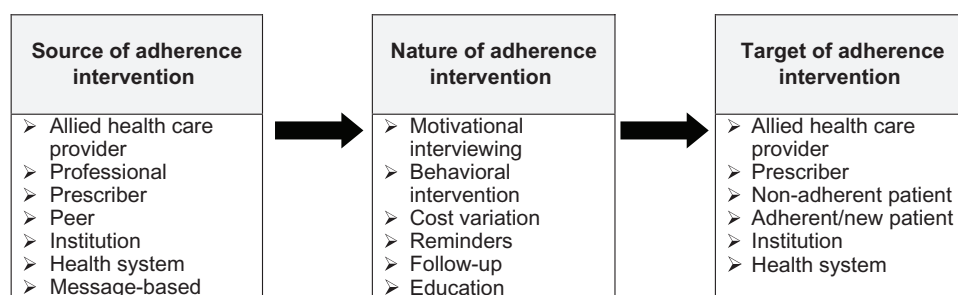 Source of adherence
intervention
➢ Allied health care
provider
➢ Professional
➢ Prescriber
➢ Peer
➢ Institution
➢ Health system
➢ Message-based
Nature of adherence
intervention
➢ Motivational
interviewing
➢ Behavioral
intervention
➢ Cost variation
➢ Reminders
➢ Follow-up
➢ Education
Target of adherence
intervention
➢ Allied health care
provider
➢ Prescriber
➢ Non-adherent patient
➢ Adherent/new patient
➢ Institution
➢ Health system